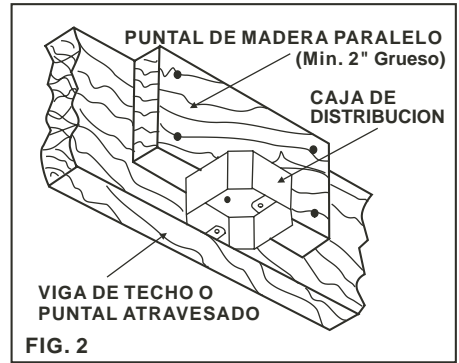 PUNTAL DE MADERA PARALELO
(Min. 2" Grueso)
CAJA DE
DISTRIBUCION
VIGA DE TECHO O
PUNTAL ATRAVESADO
FIG. 2